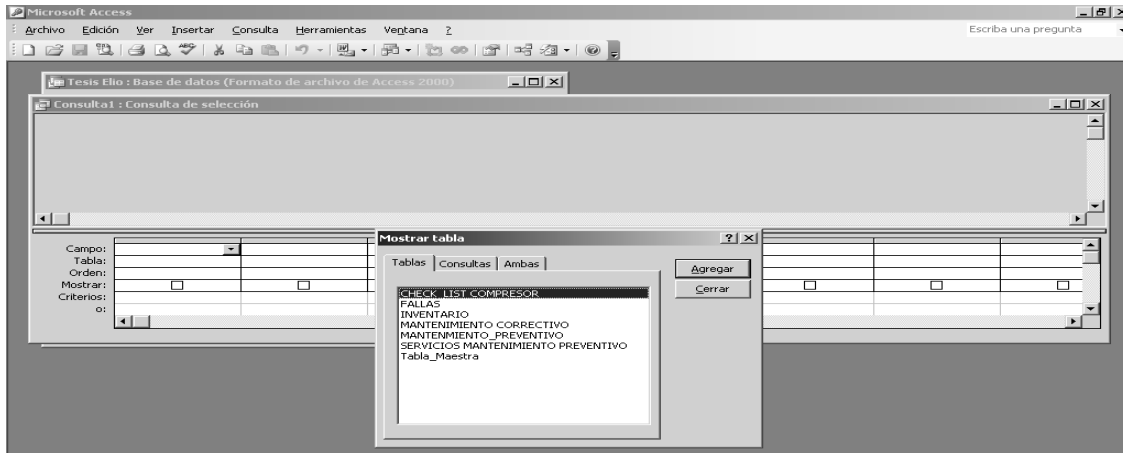 Microsoft Access
Archivo Edición Ver Insertar Consulta Herramientas Ventana ? Escriba una pregunta
Tesis Elio : Base de datos (Formato de archivo de Access 2000)
Consulta1 : Consulta de selección
Mostrar tabla
Tablas Consultas Ambas
Agregar
Cerrar
CHECK_LIST COMPRESOR
FALLAS
INVENTARIO
MANTENIMIENTO CORRECTIVO
MANTENMIENTO_PREVENTIVO
SERVICIOS MANTENIMIENTO PREVENTIVO
Tabla_Maestra
Campo:
Tabla:
Orden:
Mostrar:
Criterios:
o: